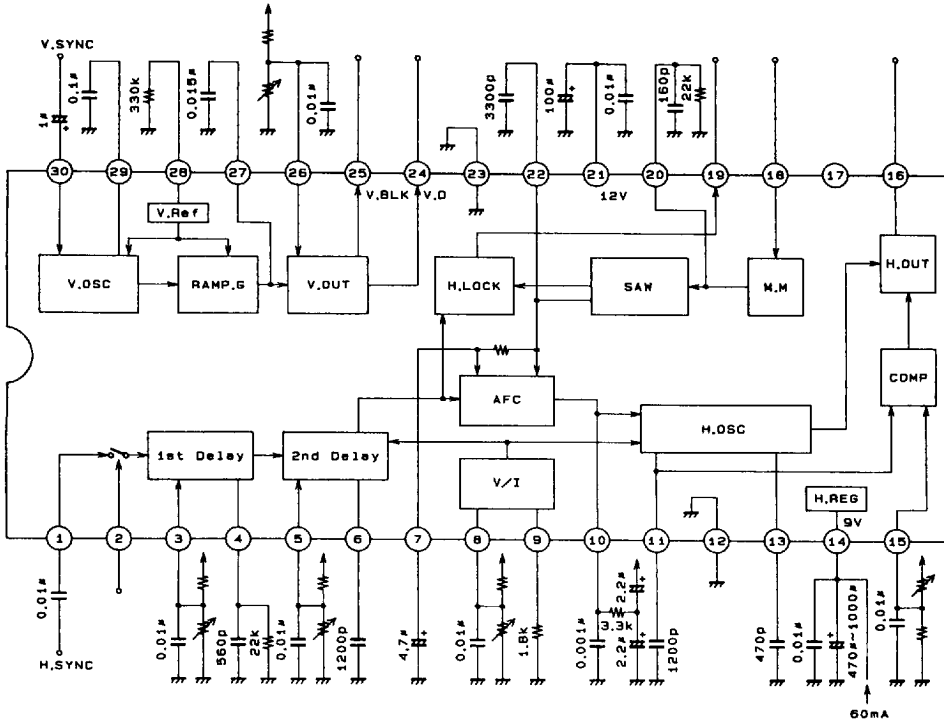 V.SYNC
1µ
0.1µ
330k
0.015µ
0.01µ
3300p
100µ
0.01µ
160p
22k
30
29
28
27
26
25
24
23
22
21
20
19
18
17
16
V.BLK
V.D
12V
V.Ref
V.OSC
RAMP.G
V.OUT
H.LOCK
SAW
M.M
H.OUT
COMP
AFC
H.OSC
1st Delay
2nd Delay
V/I
H.REG
9V
1
2
3
4
5
6
7
8
9
10
11
12
13
14
15
0.01µ
0.01µ
560p
22k
0.01µ
1200p
4.7µ
0.01µ
1.8k
0.001µ
3.3k
2.2µ
2.2µ
1200p
470p
0.01µ
470µ~1000µ
0.01µ
H.SYNC
60mA